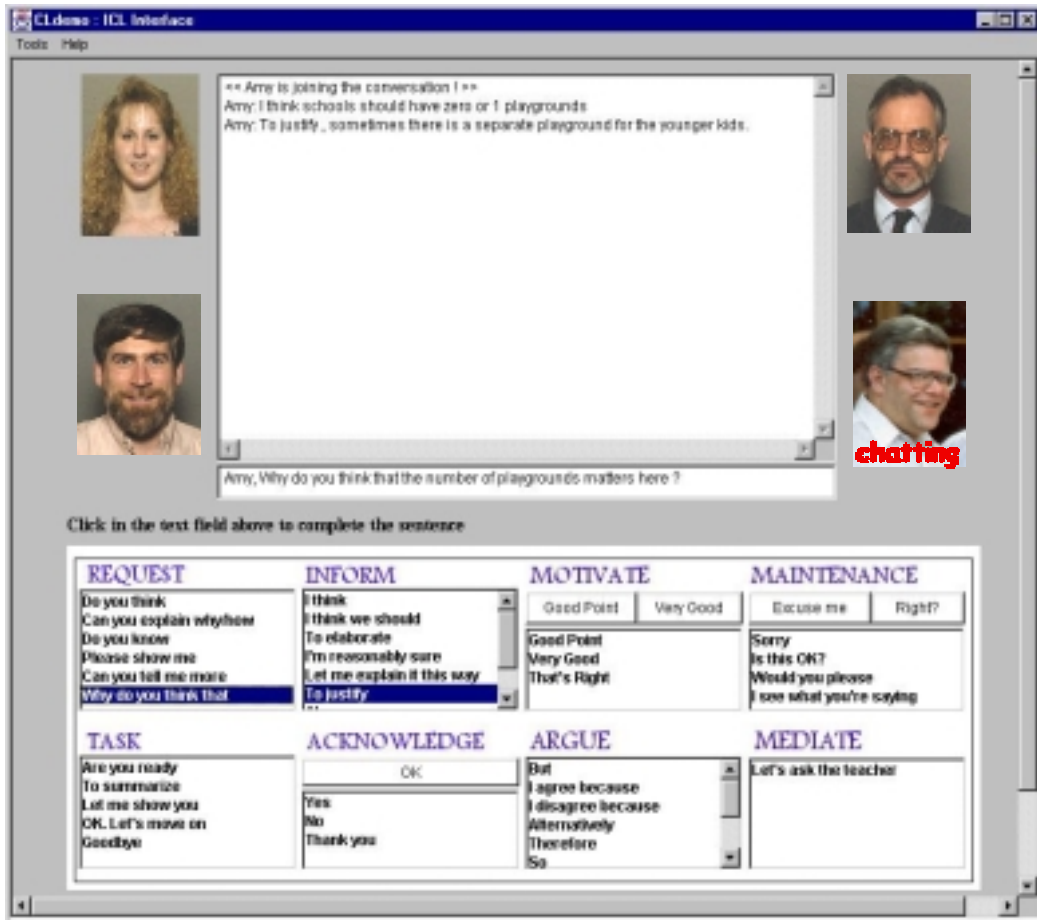 CLdemo : ICL Interface
Tools Help
<< Amy is joining the conversation ! >>
Amy: I think schools should have zero or 1 playgrounds
Amy: To justify , sometimes there is a separate playground for the younger kids.
chatting
Amy, Why do you think that the number of playgrounds matters here ?
Click in the text field above to complete the sentence
REQUEST
Do you think
Can you explain why/how
Do you know
Please show me
Can you tell me more
Why do you think that
INFORM
I think
I think we should
To elaborate
I'm reasonably sure
Let me explain it this way
To justify
MOTIVATE
Good Point Very Good
Good Point
Very Good
That's Right
MAINTENANCE
Excuse me Right?
Sorry
Is this OK?
Would you please
I see what you're saying
TASK
Are you ready
To summarize
Let me show you
OK. Let's move on
Goodbye
ACKNOWLEDGE
OK
Yes
No
Thank you
ARGUE
But
I agree because
I disagree because
Alternatively
Therefore
So
MEDIATE
Let's ask the teacher